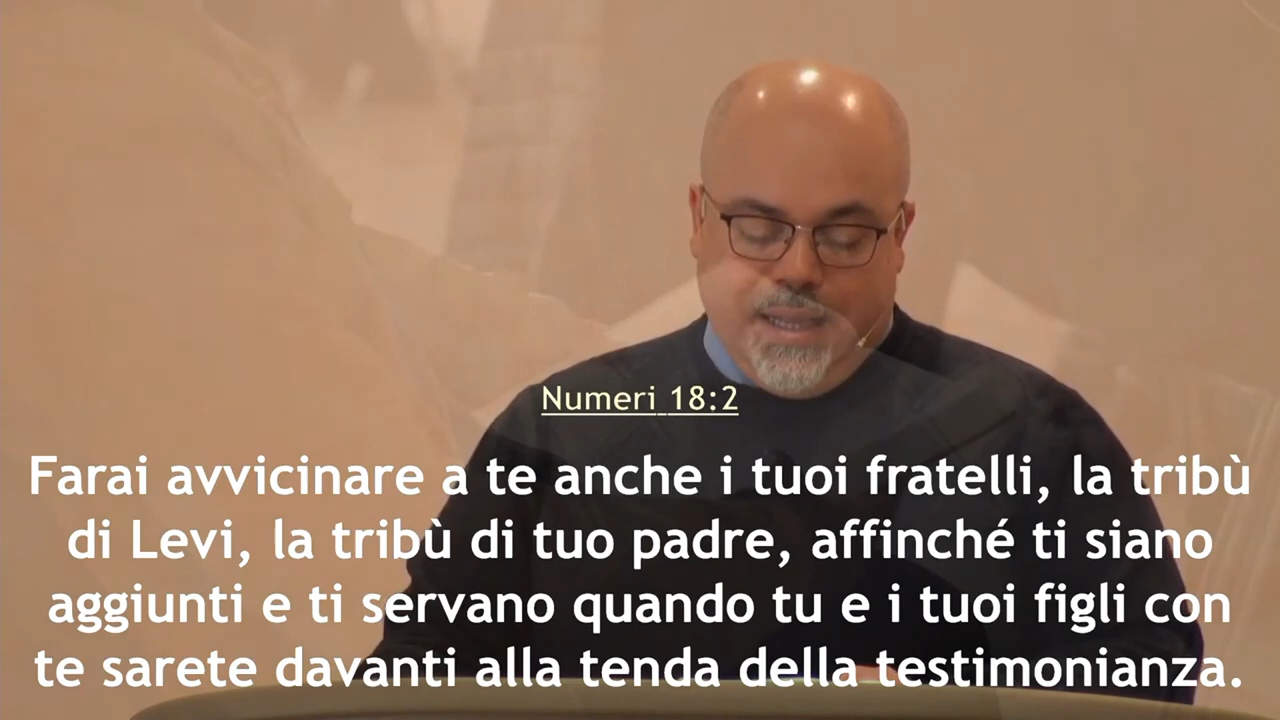 Numeri 18:2
Farai avvicinare a te anche i tuoi fratelli, la tribù
di Levi, la tribù di tuo padre, affinché ti siano
aggiunti e ti servano quando tu e i tuoi figli con
te sarete davanti alla tenda della testimonianza.